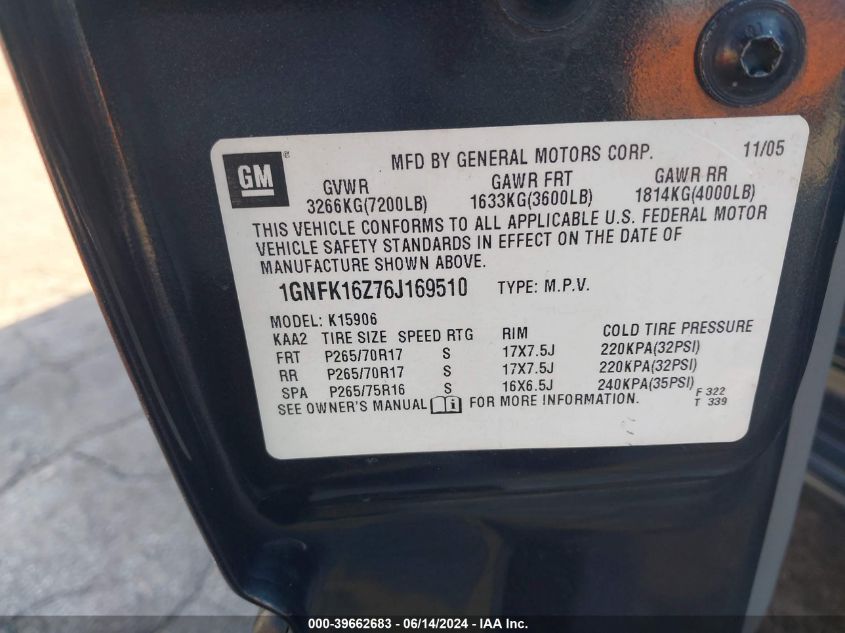 GM
MFD BY GENERAL MOTORS CORP. 11/05
GVWR GAWR FRT GAWR RR
3266KG(7200LB) 1633KG(3600LB) 1814KG(4000LB)
THIS VEHICLE CONFORMS TO ALL APPLICABLE U.S. FEDERAL MOTOR
VEHICLE SAFETY STANDARDS IN EFFECT ON THE DATE OF
MANUFACTURE SHOWN ABOVE.
1GNFK16Z76J169510 TYPE: M.P.V.
MODEL: K15906
KAA2 TIRE SIZE SPEED RTG RIM COLD TIRE PRESSURE
FRT P265/70R17 S 17X7.5J 220KPA(32PSI)
RR P265/70R17 S 17X7.5J 220KPA(32PSI)
SPA P265/75R16 S 16X6.5J 240KPA(35PSI)
SEE OWNER'S MANUAL i FOR MORE INFORMATION.
F 322
T 339
000-39662683 - 06/14/2024 - IAA Inc.